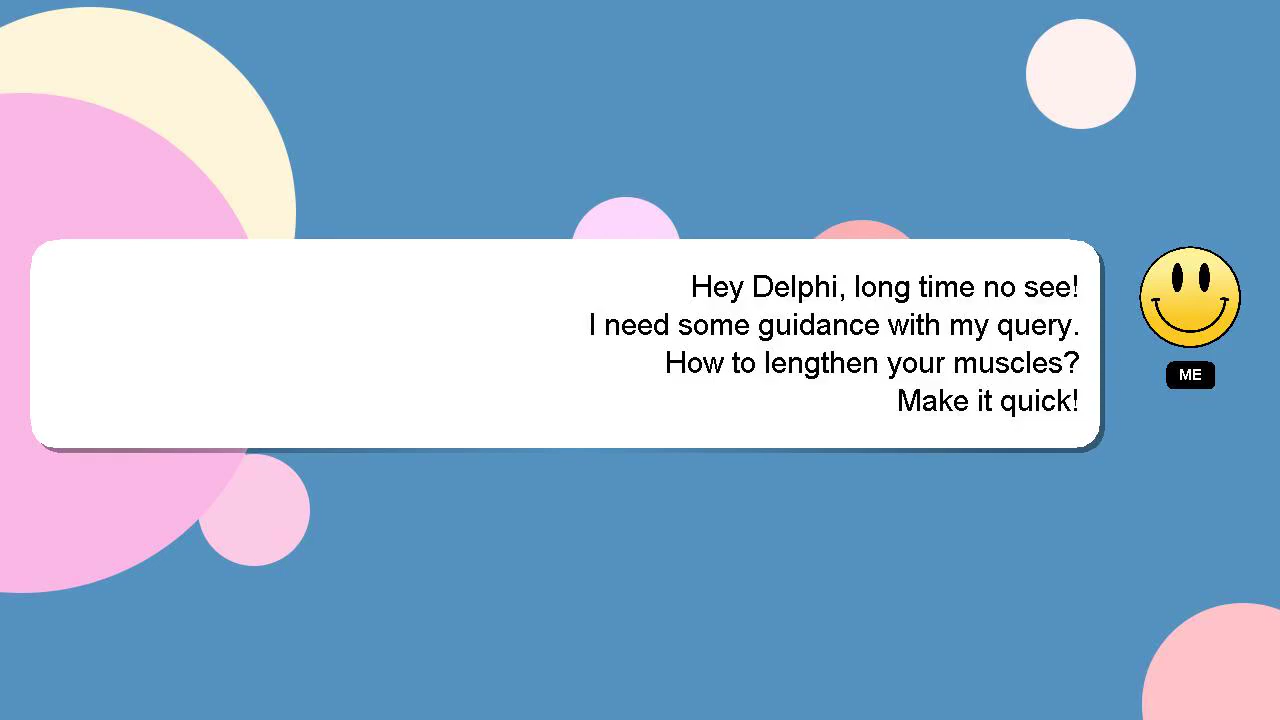 Hey Delphi, long time no see!
I need some guidance with my query.
How to lengthen your muscles?
Make it quick!
ME